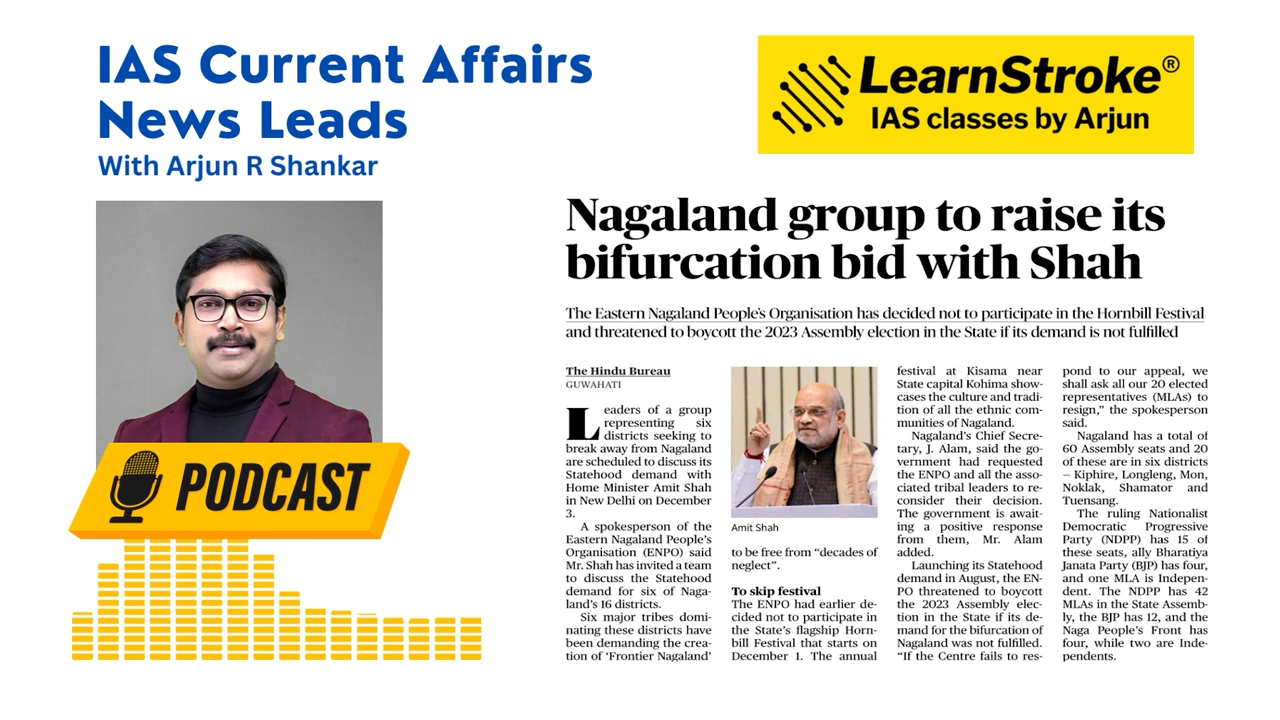 IAS Current Affairs
News Leads
With Arjun R Shankar
LearnStroke®
IAS classes by Arjun
PODCAST
Nagaland group to raise its
bifurcation bid with Shah
The Eastern Nagaland People's Organisation has decided not to participate in the Hornbill Festival
and threatened to boycott the 2023 Assembly election in the State if its demand is not fulfilled
The Hindu Bureau
GUWAHATI
Leaders of a group
representing six
districts seeking to
break away from Nagaland
are scheduled to discuss its
Statehood demand with
Home Minister Amit Shah
in New Delhi on December
3.
A spokesperson of the
Eastern Nagaland People's
Organisation (ENPO) said
Mr. Shah has invited a team
to discuss the Statehood
demand for six of Naga-
land's 16 districts.
Six major tribes domi-
nating these districts have
been demanding the crea-
tion of 'Frontier Nagaland'
Amit Shah
to be free from "decades of
neglect".
To skip festival
The ENPO had earlier de-
cided not to participate in
the State's flagship Horn-
bill Festival that starts on
December 1. The annual
festival at Kisama near
State capital Kohima show-
cases the culture and tradi-
tion of all the ethnic com-
munities of Nagaland.
Nagaland's Chief Secre-
tary, J. Alam, said the go-
vernment had requested
the ENPO and all the asso-
ciated tribal leaders to re-
consider their decision.
The government is await-
ing a positive response
from them, Mr. Alam
added.
Launching its Statehood
demand in August, the EN-
PO threatened to boycott
the 2023 Assembly elec-
tion in the State if its de-
mand for the bifurcation of
Nagaland was not fulfilled.
"If the Centre fails to res-
pond to our appeal, we
shall ask all our 20 elected
representatives (MLAs) to
resign," the spokesperson
said.
Nagaland has a total of
60 Assembly seats and 20
of these are in six districts
— Kiphire, Longleng, Mon,
Noklak, Shamator and
Tuensang.
The ruling Nationalist
Democratic Progressive
Party (NDPP) has 15 of
these seats, ally Bharatiya
Janata Party (BJP) has four,
and one MLA is Indepen-
dent. The NDPP has 42
MLAs in the State Assemb-
ly, the BJP has 12, and the
Naga People's Front has
four, while two are Inde-
pendents.